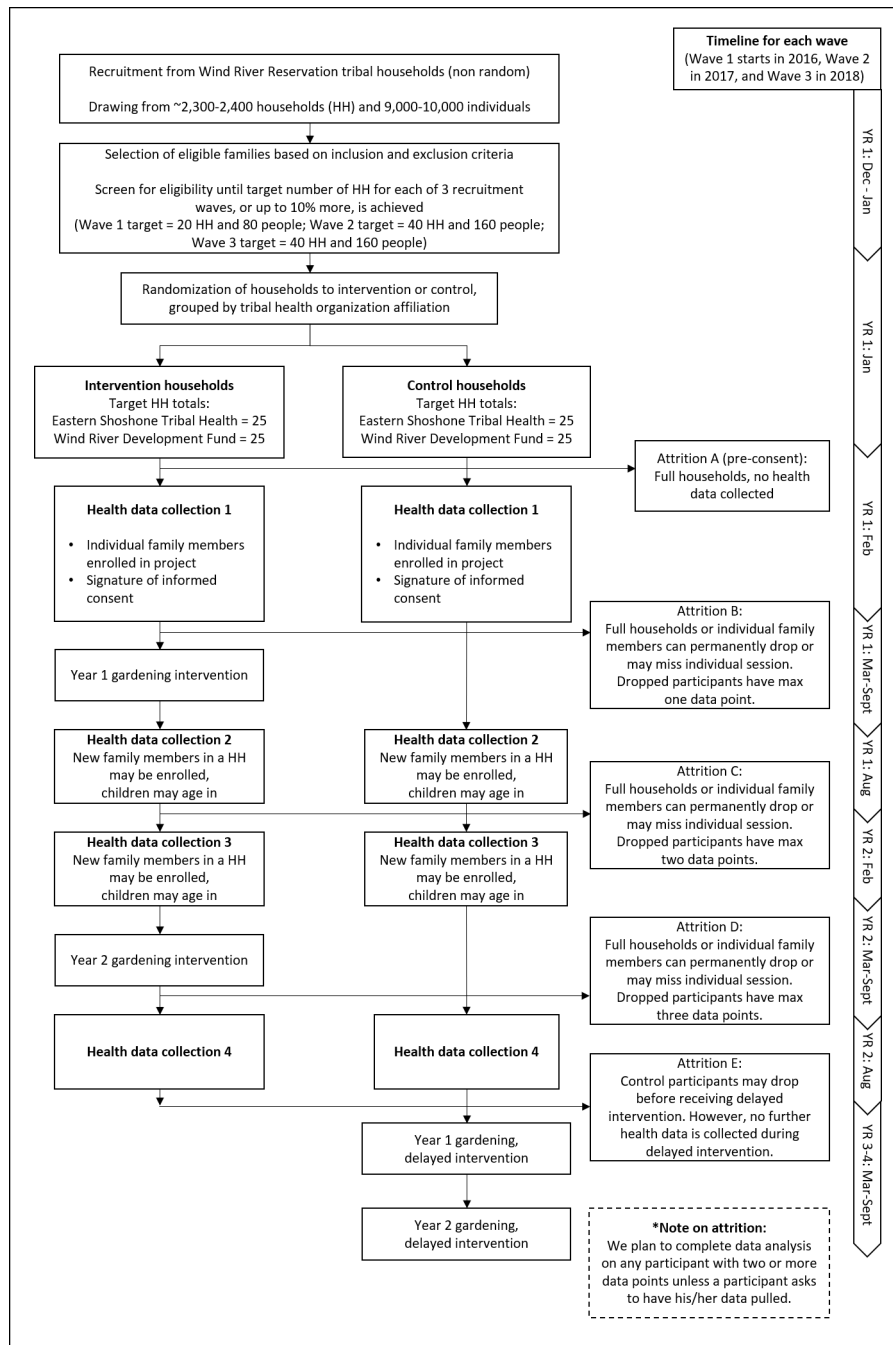 Timeline for each wave
(Wave 1 starts in 2016, Wave 2
in 2017, and Wave 3 in 2018)
Recruitment from Wind River Reservation tribal households (non random)
Drawing from ~2,300-2,400 households (HH) and 9,000-10,000 individuals
YR 1: Dec - Jan
Selection of eligible families based on inclusion and exclusion criteria
Screen for eligibility until target number of HH for each of 3 recruitment
waves, or up to 10% more, is achieved
(Wave 1 target = 20 HH and 80 people; Wave 2 target = 40 HH and 160 people;
Wave 3 target = 40 HH and 160 people)
Randomization of households to intervention or control,
grouped by tribal health organization affiliation
YR 1: Jan
Intervention households
Target HH totals:
Eastern Shoshone Tribal Health = 25
Wind River Development Fund = 25
Control households
Target HH totals:
Eastern Shoshone Tribal Health = 25
Wind River Development Fund = 25
Attrition A (pre-consent):
Full households, no health
data collected
Health data collection 1
• Individual family members
enrolled in project
• Signature of informed
consent
Health data collection 1
• Individual family members
enrolled in project
• Signature of informed
consent
YR 1: Feb
Attrition B:
Full households or individual family
members can permanently drop or
may miss individual session.
Dropped participants have max
one data point.
YR 1: Mar-Sept
Year 1 gardening intervention
Health data collection 2
New family members in a HH
may be enrolled,
children may age in
Health data collection 2
New family members in a HH
may be enrolled,
children may age in
YR 1: Aug
Attrition C:
Full households or individual family
members can permanently drop or
may miss individual session.
Dropped participants have max
two data points.
Health data collection 3
New family members in a HH
may be enrolled,
children may age in
Health data collection 3
New family members in a HH
may be enrolled,
children may age in
YR 2: Feb
Year 2 gardening intervention
Attrition D:
Full households or individual family
members can permanently drop or
may miss individual session.
Dropped participants have max
three data points.
YR 2: Mar-Sept
Health data collection 4
Health data collection 4
YR 2: Aug
Attrition E:
Control participants may drop
before receiving delayed
intervention. However, no further
health data is collected during
delayed intervention.
Year 1 gardening,
delayed intervention
YR 3-4: Mar-Sept
Year 2 gardening,
delayed intervention
*Note on attrition:
We plan to complete data analysis
on any participant with two or more
data points unless a participant asks
to have his/her data pulled.